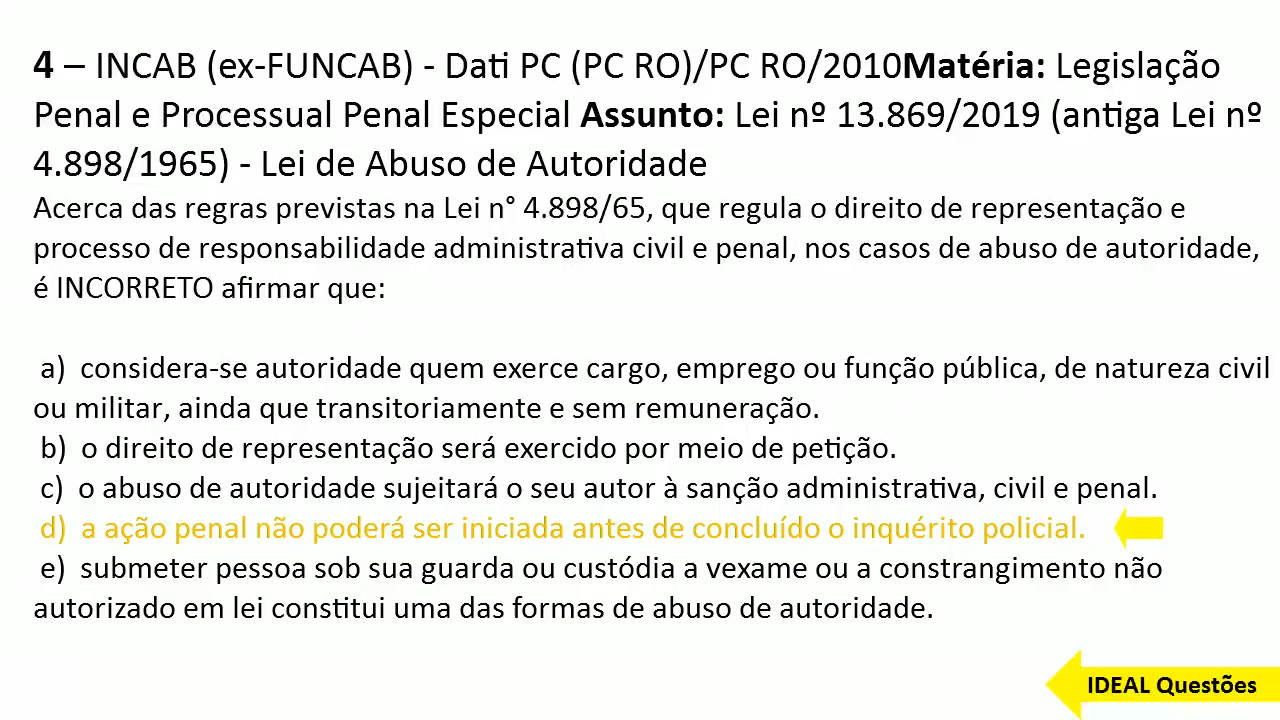 4 – INCAB (ex-FUNCAB) - Dati PC (PC RO)/PC RO/2010Matéria: Legislação
Penal e Processual Penal Especial Assunto: Lei nº 13.869/2019 (antiga Lei nº
4.898/1965) - Lei de Abuso de Autoridade
Acerca das regras previstas na Lei n° 4.898/65, que regula o direito de representação e
processo de responsabilidade administrativa civil e penal, nos casos de abuso de autoridade,
é INCORRETO afirmar que:
a) considera-se autoridade quem exerce cargo, emprego ou função pública, de natureza civil
ou militar, ainda que transitoriamente e sem remuneração.
b) o direito de representação será exercido por meio de petição.
c) o abuso de autoridade sujeitará o seu autor à sanção administrativa, civil e penal.
d) a ação penal não poderá ser iniciada antes de concluído o inquérito policial.
e) submeter pessoa sob sua guarda ou custódia a vexame ou a constrangimento não
autorizado em lei constitui uma das formas de abuso de autoridade.
IDEAL Questões